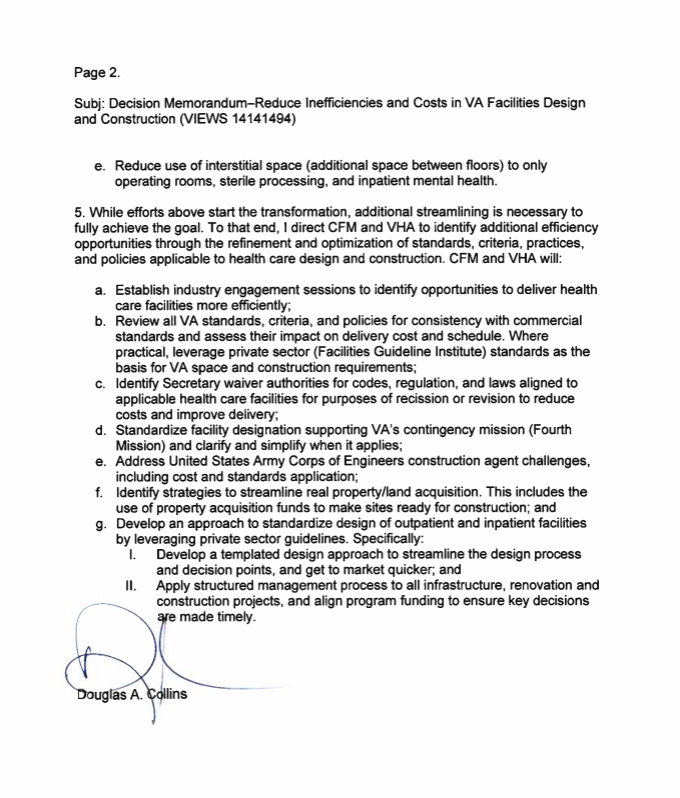 Page 2.
Subj: Decision Memorandum–Reduce Inefficiencies and Costs in VA Facilities Design
and Construction (VIEWS 14141494)
e. Reduce use of interstitial space (additional space between floors) to only
operating rooms, sterile processing, and inpatient mental health.
5. While efforts above start the transformation, additional streamlining is necessary to
fully achieve the goal. To that end, I direct CFM and VHA to identify additional efficiency
opportunities through the refinement and optimization of standards, criteria, practices,
and policies applicable to health care design and construction. CFM and VHA will:
a. Establish industry engagement sessions to identify opportunities to deliver health
care facilities more efficiently;
b. Review all VA standards, criteria, and policies for consistency with commercial
standards and assess their impact on delivery cost and schedule. Where
practical, leverage private sector (Facilities Guideline Institute) standards as the
basis for VA space and construction requirements;
c. Identify Secretary waiver authorities for codes, regulation, and laws aligned to
applicable health care facilities for purposes of recission or revision to reduce
costs and improve delivery;
d. Standardize facility designation supporting VA's contingency mission (Fourth
Mission) and clarify and simplify when it applies;
e. Address United States Army Corps of Engineers construction agent challenges,
including cost and standards application;
f. Identify strategies to streamline real property/land acquisition. This includes the
use of property acquisition funds to make sites ready for construction; and
g. Develop an approach to standardize design of outpatient and inpatient facilities
by leveraging private sector guidelines. Specifically:
I. Develop a templated design approach to streamline the design process
and decision points, and get to market quicker; and
II. Apply structured management process to all infrastructure, renovation and
construction projects, and align program funding to ensure key decisions
are made timely.
Douglas A. Collins